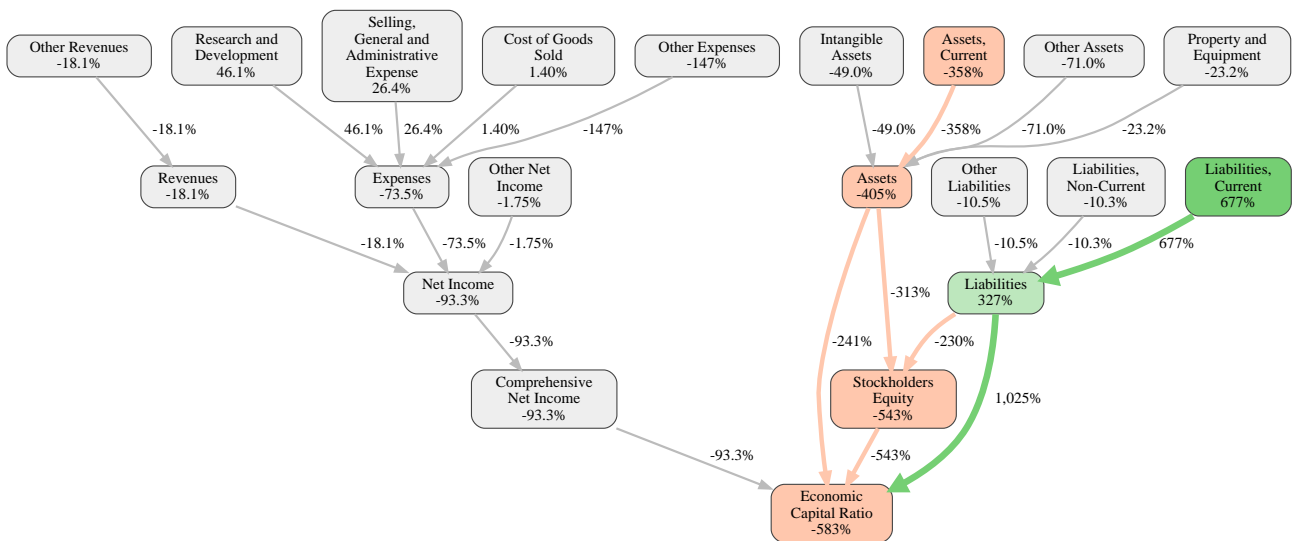 Other Revenues
-18.1%
Research and
Development
46.1%
Selling,
General and
Administrative
Expense
26.4%
Cost of Goods
Sold
1.40%
Other Expenses
-147%
Intangible
Assets
-49.0%
Assets,
Current
-358%
Other Assets
-71.0%
Property and
Equipment
-23.2%
-18.1%
46.1%
26.4%
1.40%
-147%
-49.0%
-358%
-71.0%
-23.2%
Revenues
-18.1%
Expenses
-73.5%
Other Net
Income
-1.75%
Assets
-405%
Other
Liabilities
-10.5%
Liabilities,
Non-Current
-10.3%
Liabilities,
Current
677%
-18.1%
-73.5%
-1.75%
-10.5%
-10.3%
677%
Net Income
-93.3%
Liabilities
327%
-313%
-93.3%
-241%
-230%
Comprehensive
Net Income
-93.3%
Stockholders
Equity
-543%
1,025%
-93.3%
-543%
Economic
Capital Ratio
-583%